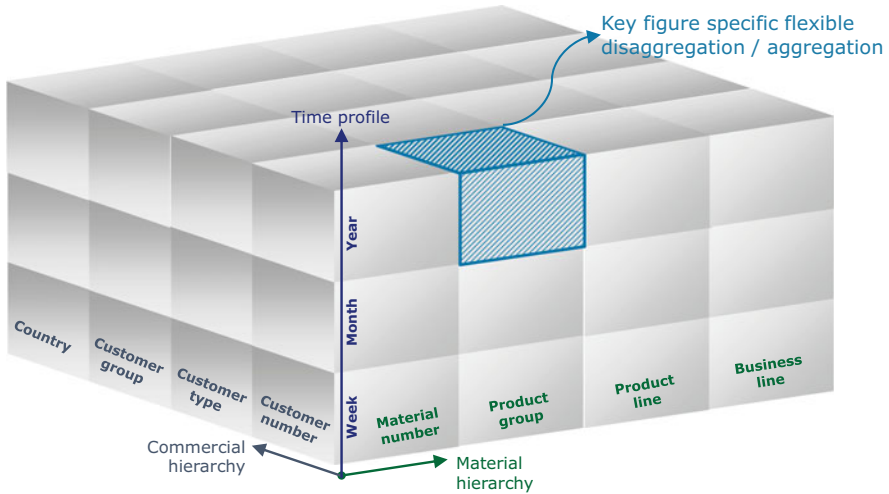 Key figure specific flexible
disaggregation / aggregation
Time profile
Year
Month
Week
Country
Customer
group
Customer
type
Customer
number
Material
number
Product
group
Product
line
Business
line
Commercial
hierarchy
Material
hierarchy